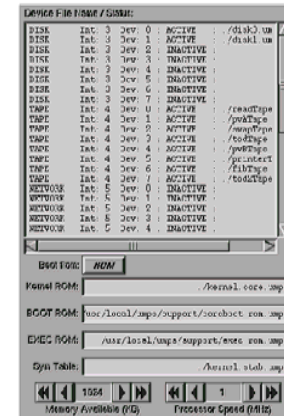 Device File Name / Status:
DISK Int: 3 Dev: 0 : ACTIVE : ./disk0.um
DISK Int: 3 Dev: 1 : ACTIVE : ./disk1.um
DISK Int: 3 Dev: 2 : INACTIVE :
DISK Int: 3 Dev: 3 : INACTIVE :
DISK Int: 3 Dev: 4 : INACTIVE :
DISK Int: 3 Dev: 5 : INACTIVE :
DISK Int: 3 Dev: 6 : INACTIVE :
DISK Int: 3 Dev: 7 : INACTIVE :
TAPE Int: 4 Dev: 0 : ACTIVE : ./readTape
TAPE Int: 4 Dev: 1 : ACTIVE :
TAPE Int: 4 Dev: 2 : ACTIVE : ./swapTape
TAPE Int: 4 Dev: 3 : ACTIVE : ./todTape
TAPE Int: 4 Dev: 4 : ACTIVE : ./pvBTape
TAPE Int: 4 Dev: 5 : ACTIVE : ./printerT
TAPE Int: 4 Dev: 6 : ACTIVE : ./fibTape
TAPE Int: 4 Dev: 7 : ACTIVE : ./tod2Tape
NETWORK Int: 5 Dev: 0 : INACTIVE :
NETWORK Int: 5 Dev: 1 : INACTIVE :
NETWORK Int: 5 Dev: 2 : INACTIVE :
NETWORK Int: 5 Dev: 3 : INACTIVE :
NETWORK Int: 5 Dev: 4 : INACTIVE :
Boot from: ROM
Kernel ROM: ./kernel.core.ump
BOOT ROM: /usr/local/umps/support/coreboot.rom.ump
EXEC ROM: /usr/local/umps/support/exec.rom.ump
Sym Table: ./kernel.stab.ump
1024 1
Memory Available (KB) Processor Speed (MHz)